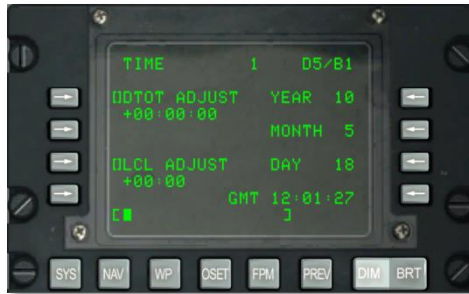 TIME 1 D5/B1
[]DTOT ADJUST YEAR 10
+00:00:00
MONTH 5
[]LCL ADJUST DAY 18
+00:00
GMT 12:01:27
[ ]
SYS NAV WP OSET FPM PREV DIM BRT